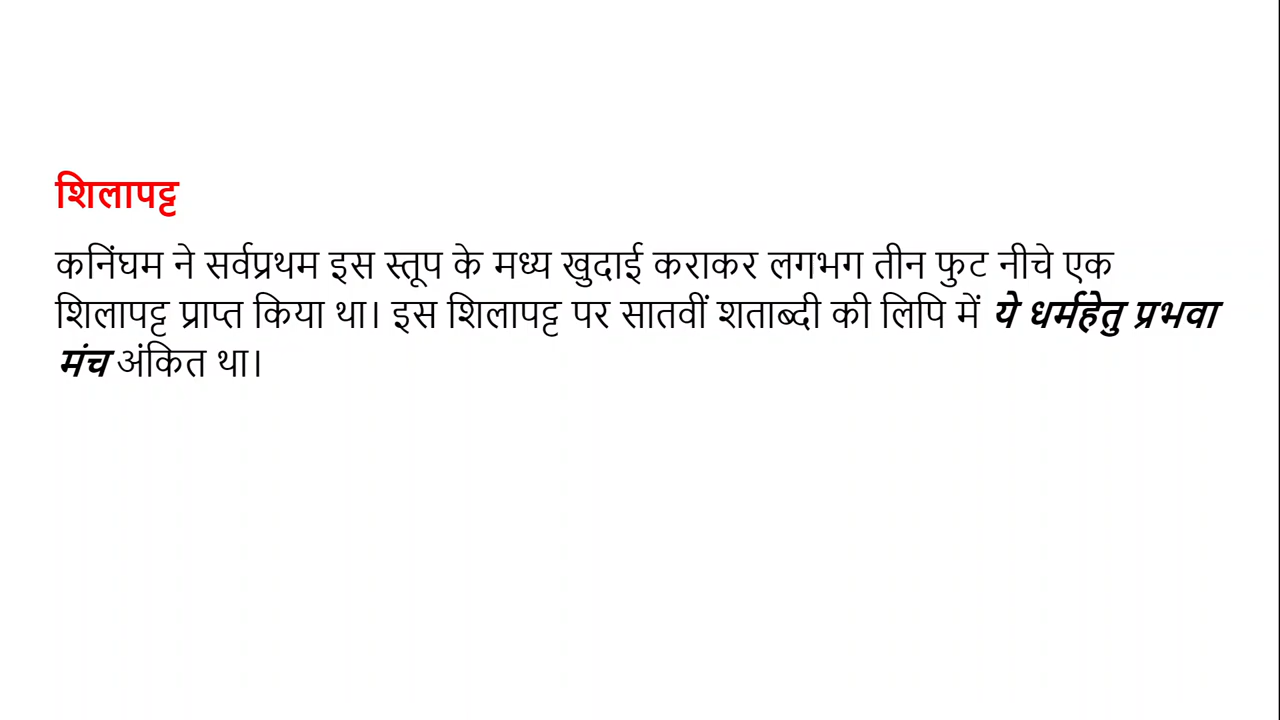 शिलापट्ट
कनिंघम ने सर्वप्रथम इस स्तूप के मध्य खुदाई कराकर लगभग तीन फुट नीचे एक
शिलापट्ट प्राप्त किया था। इस शिलापट्ट पर सातवीं शताब्दी की लिपि में ये धर्महेतु प्रभवा
मंच अंकित था।